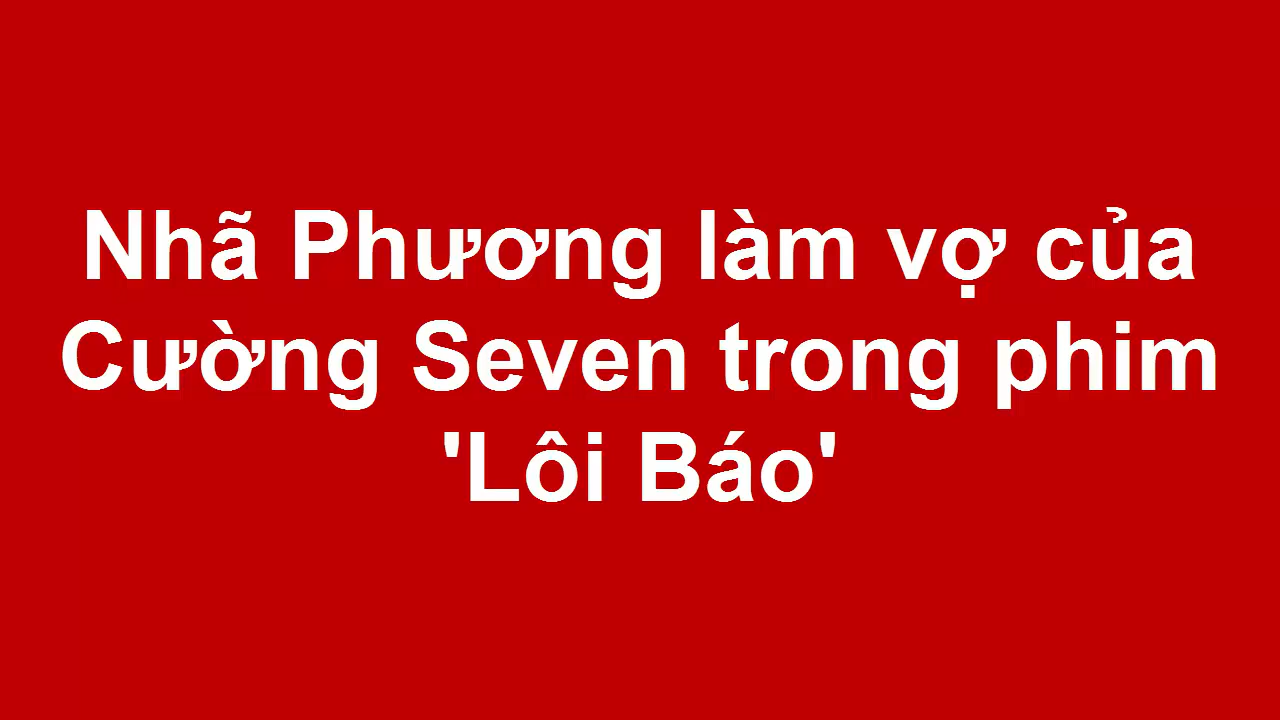 Nhã Phương làm vợ của
Cường Seven trong phim
'Lôi Báo'